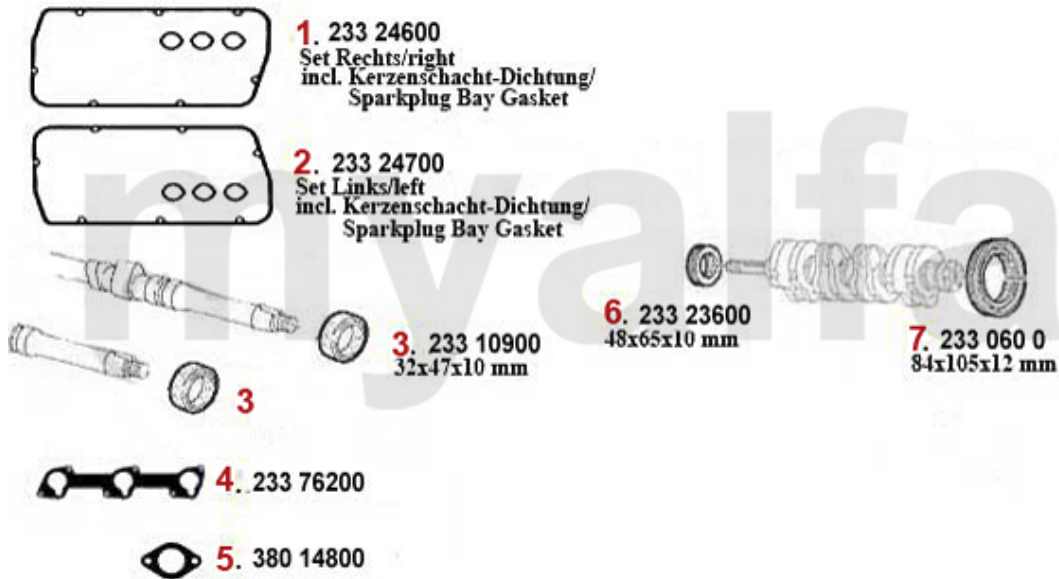 1. 233 24600
Set Rechts/right
incl. Kerzenschacht-Dichtung/
Sparkplug Bay Gasket
2. 233 24700
Set Links/left
incl. Kerzenschacht-Dichtung/
Sparkplug Bay Gasket
3. 233 10900
32x47x10 mm
3
4. 233 76200
5. 380 14800
6. 233 23600
48x65x10 mm
7. 233 060 0
84x105x12 mm
myalfa